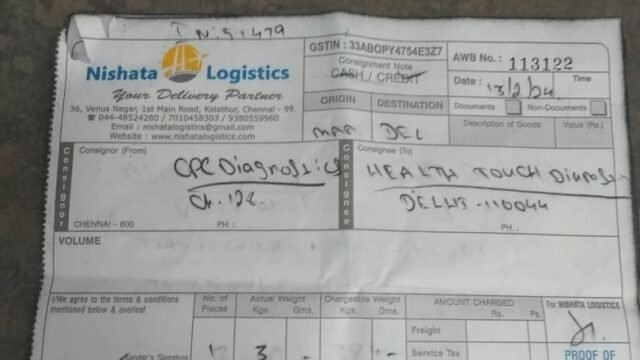 Nishata Logistics
Your Delivery Partner
36, Venus Nagar, 1st Main Road, Kolathur, Chennai - 99.
☎ 044-48524280 / 7010458303 / 9380559960
Email : nishatalogistics@gmail.com
Website : www.nishatalogistics.com
GSTIN : 33ABOPY4754E3Z7
Consignment Note
CASH / CREDIT
AWB No. : 113122
Date : 13/2/24 Time
ORIGIN DESTINATION
Documents Non-Documents
Description of Goods Value (Rs.)
DEL
Consignor
Consignor (From)
CPC Diagnostics
Ch. 122
CHENNAI - 600 PH. :
Consignee
Consignee (To)
HEALTH TOUCH
DELHI - 110044
PH. :
VOLUME
I/We agree to the terms & conditions
mentioned below & overleaf
Sender's Signature
No. of
Pieces
Actual Weight
Kgs. Gms.
3
Chargeable Weight
Kgs. Gms.
AMOUNT CHARGED
Rs. Ps.
Freight
Service Tax
For NISHATA LOGISTICS
PROOF OF